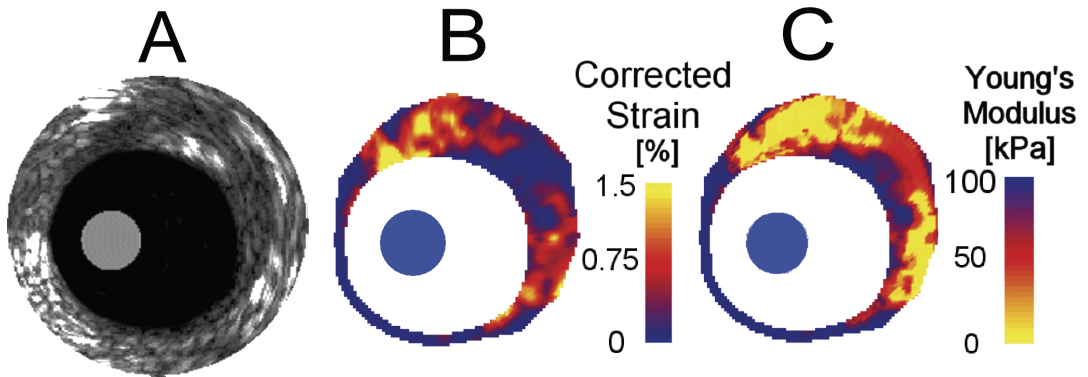 A
B
C
Corrected
Strain
[%]
1.5
0.75
0
Young's
Modulus
[kPa]
100
50
0